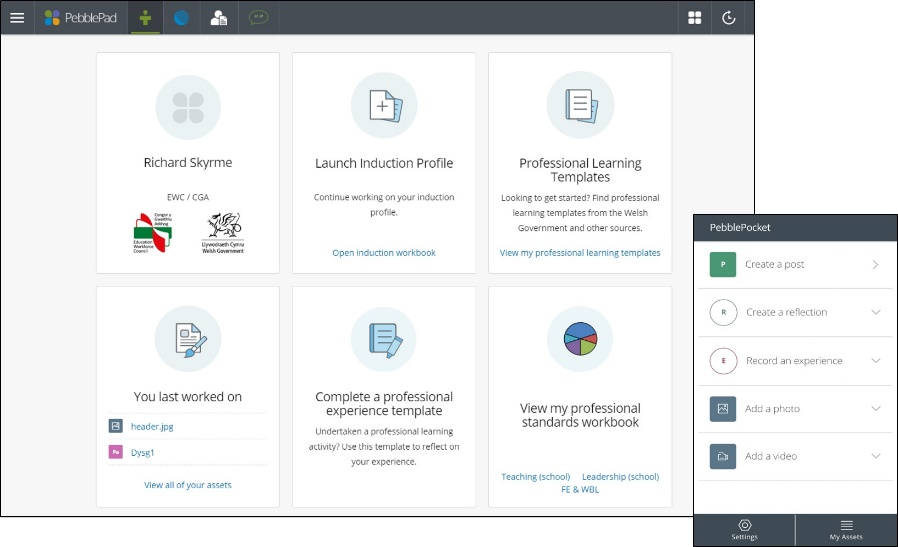 PebblePad
Richard Skyrme
EWC / CGA
Cyngor y
Gweithlu
Addysg
Education
Workforce
Council
Llywodraeth Cymru
Welsh Government
Launch Induction Profile
Continue working on your induction
profile.
Open induction workbook
Professional Learning
Templates
Looking to get started? Find professional
learning templates from the Welsh
Government and other sources.
View my professional learning templates
You last worked on
header.jpg
Dysg1
View all of your assets
Complete a professional
experience template
Undertaken a professional learning
activity? Use this template to reflect on
your experience.
View my professional
standards workbook
Teaching (school) Leadership (school)
FE & WBL
PebblePocket
P Create a post
R Create a reflection
E Record an experience
Add a photo
Add a video
Settings My Assets